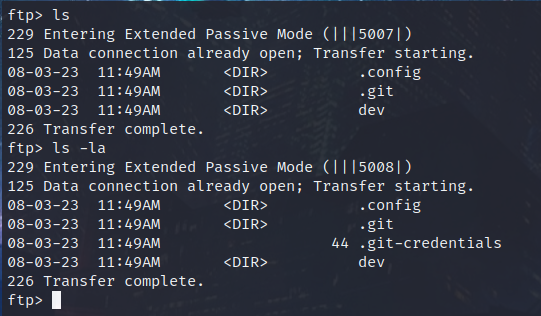 ftp> ls
229 Entering Extended Passive Mode (|||5007|)
125 Data connection already open; Transfer starting.
08-03-23  11:49AM       <DIR>          .config
08-03-23  11:49AM       <DIR>          .git
08-03-23  11:49AM       <DIR>          dev
226 Transfer complete.
ftp> ls -la
229 Entering Extended Passive Mode (|||5008|)
125 Data connection already open; Transfer starting.
08-03-23  11:49AM       <DIR>          .config
08-03-23  11:49AM       <DIR>          .git
08-03-23  11:49AM                   44 .git-credentials
08-03-23  11:49AM       <DIR>          dev
226 Transfer complete.
ftp>